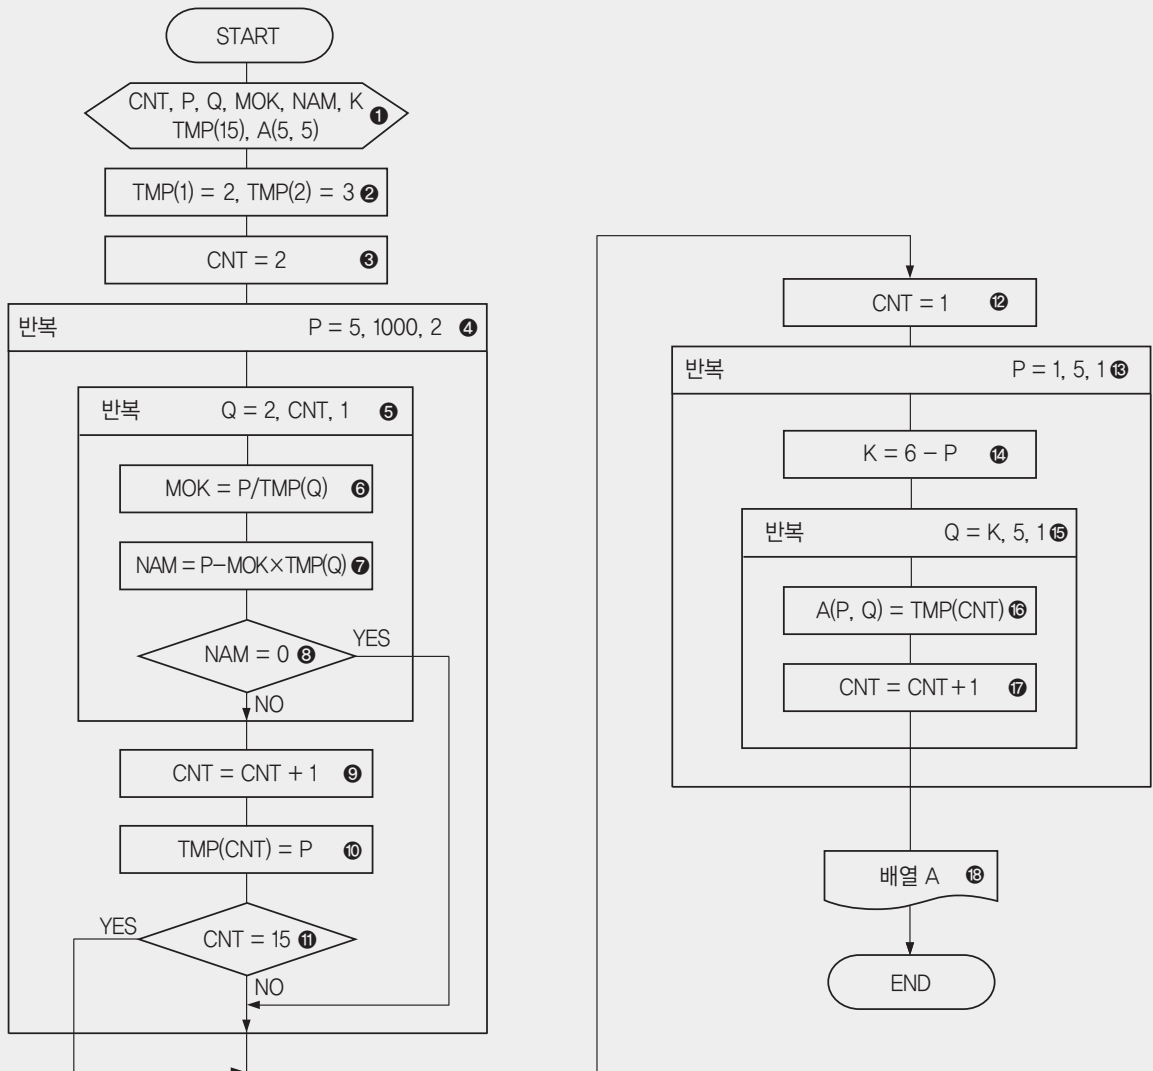 START
CNT, P, Q, MOK, NAM, K ❶
TMP(15), A(5, 5)
TMP(1) = 2, TMP(2) = 3 ❷
CNT = 2 ❸
반복 P = 5, 1000, 2 ❹
반복 Q = 2, CNT, 1 ❺
MOK = P/TMP(Q) ❻
NAM = P−MOK×TMP(Q) ❼
NAM = 0 ❽
YES
NO
CNT = CNT + 1 ❾
TMP(CNT) = P ❿
YES
CNT = 15 ⓫
NO
CNT = 1 ⓬
반복 P = 1, 5, 1 ⓭
K = 6 − P ⓮
반복 Q = K, 5, 1 ⓯
A(P, Q) = TMP(CNT) ⓰
CNT = CNT+1 ⓱
배열 A ⓲
END